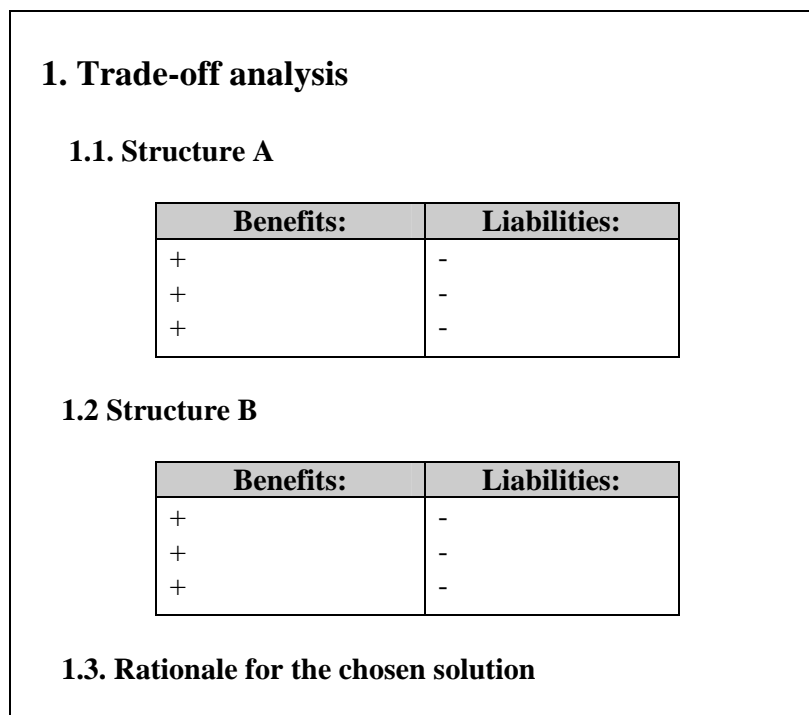 1. Trade-off analysis
1.1. Structure A
Benefits: Liabilities:
+ -
+ -
+ -
1.2 Structure B
Benefits: Liabilities:
+ -
+ -
+ -
1.3. Rationale for the chosen solution